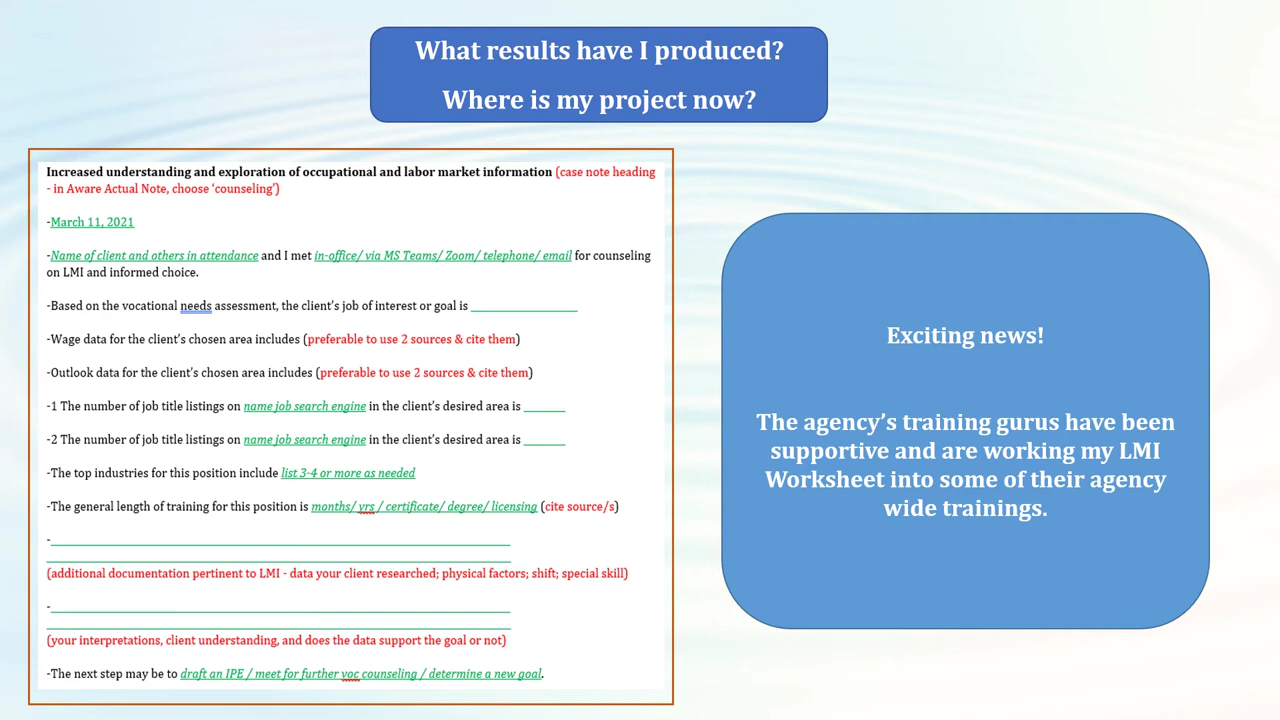 What results have I produced?
Where is my project now?
Increased understanding and exploration of occupational and labor market information (case note heading
- in Aware Actual Note, choose ‘counseling’)
-March 11, 2021
-Name of client and others in attendance and I met in-office/ via MS Teams/ Zoom/ telephone/ email for counseling
on LMI and informed choice.
-Based on the vocational needs assessment, the client’s job of interest or goal is ____________________
-Wage data for the client’s chosen area includes (preferable to use 2 sources & cite them)
-Outlook data for the client’s chosen area includes (preferable to use 2 sources & cite them)
-1 The number of job title listings on name job search engine in the client’s desired area is ________
-2 The number of job title listings on name job search engine in the client’s desired area is ________
-The top industries for this position include list 3-4 or more as needed
-The general length of training for this position is months/ yrs / certificate/ degree/ licensing (cite source/s)
-
(additional documentation pertinent to LMI - data your client researched; physical factors; shift; special skill)
-
(your interpretations, client understanding, and does the data support the goal or not)
-The next step may be to draft an IPE / meet for further voc counseling / determine a new goal.
Exciting news!
The agency’s training gurus have been
supportive and are working my LMI
Worksheet into some of their agency
wide trainings.